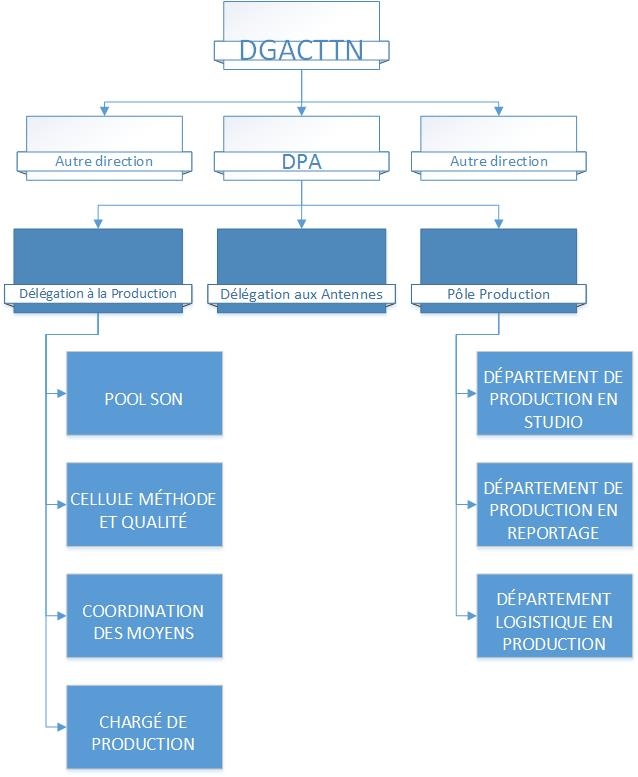 DGACTTN
Autre direction
DPA
Autre direction
Délégation à la Production
Délégation aux Antennes
Pôle Production
POOL SON
CELLULE MÉTHODE
ET QUALITÉ
COORDINATION
DES MOYENS
CHARGÉ DE
PRODUCTION
DÉPARTEMENT DE
PRODUCTION EN
STUDIO
DÉPARTEMENT DE
PRODUCTION EN
REPORTAGE
DÉPARTEMENT
LOGISTIQUE EN
PRODUCTION